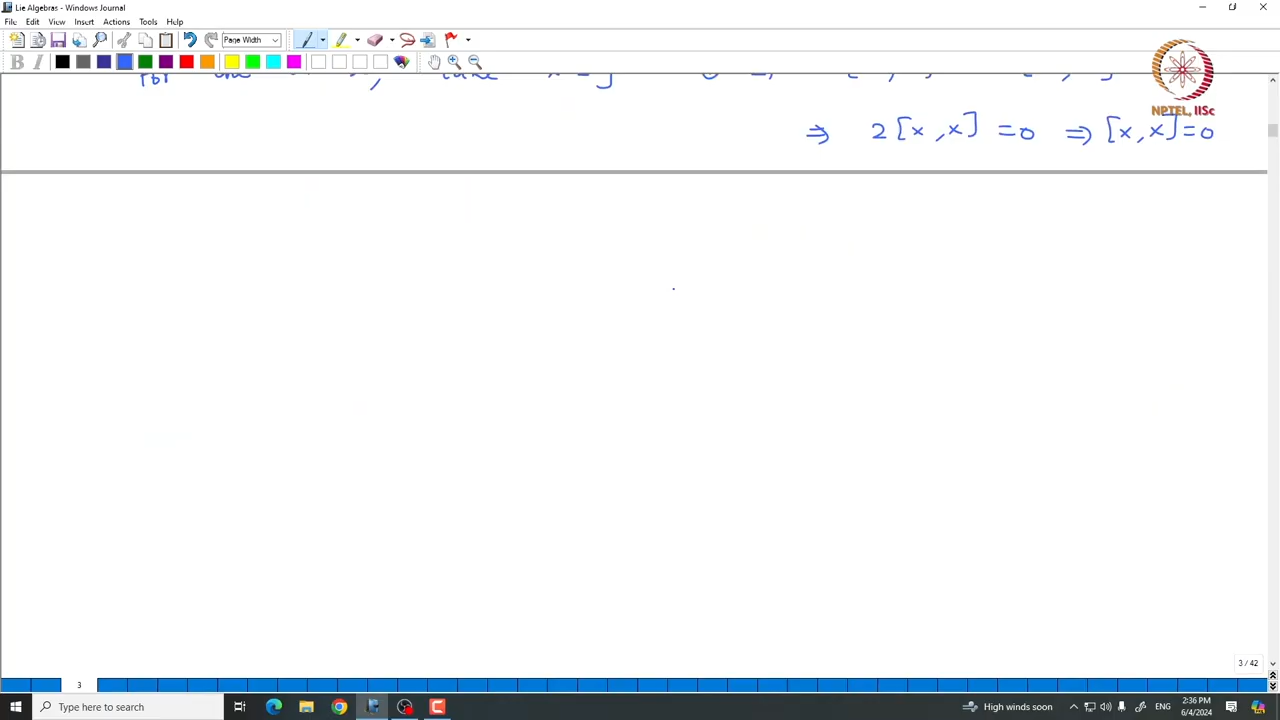 Lie Algebras - Windows Journal
File Edit View Insert Actions Tools Help
Page Width
B I
NPTEL, IISc
⇒ 2[x, x] = 0 ⇒ [x, x] = 0
3 / 42
3
Type here to search
High winds soon
ENG
2:36 PM
6/4/2024